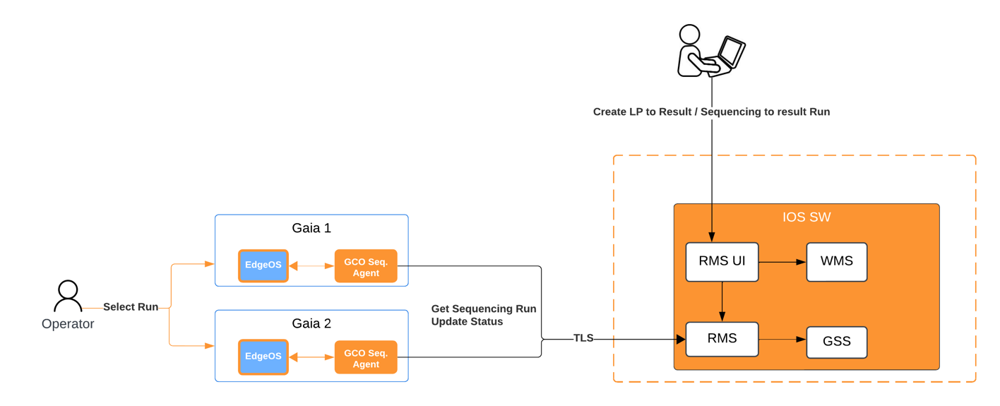 Create LP to Result / Sequencing to result Run
IOS SW
RMS UI
WMS
RMS
GSS
Gaia 1
EdgeOS
GCO Seq.
Agent
Gaia 2
EdgeOS
GCO Seq.
Agent
Select Run
Operator
Get Sequencing Run
Update Status
TLS